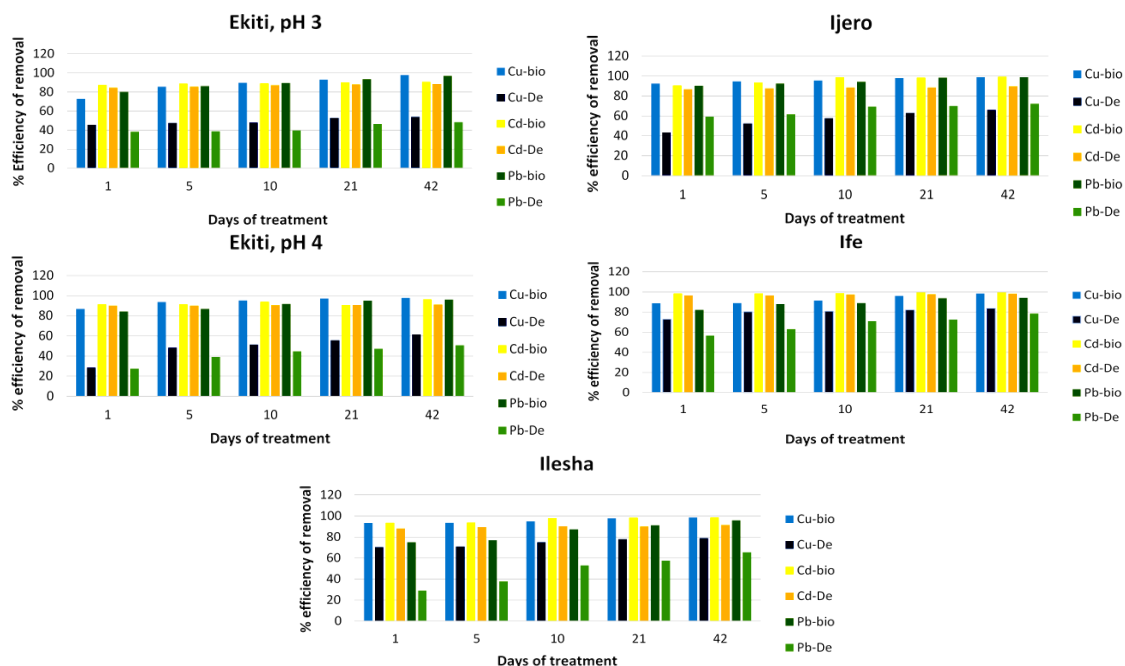 Ekiti, pH 3
% Efficiency of removal
120
100
80
60
40
20
0
1 5 10 21 42
Days of treatment
Cu-bio
Cu-De
Cd-bio
Cd-De
Pb-bio
Pb-De
Ijero
% efficiency of removal
120
100
80
60
40
20
0
1 5 10 21 42
Days of treatment
Cu-bio
Cu-De
Cd-bio
Cd-De
Pb-bio
Pb-De
Ekiti, pH 4
% efficiency of removal
120
100
80
60
40
20
0
1 5 10 21 42
Days of treatment
Cu-bio
Cu-De
Cd-bio
Cd-De
Pb-bio
Pb-De
Ife
% efficiency of removal
120
100
80
60
40
20
0
1 5 10 21 42
Days of treatment
Cu-bio
Cu-De
Cd-bio
Cd-De
Pb-bio
Pb-De
Ilesha
% efficiency of removal
120
100
80
60
40
20
0
1 5 10 21 42
Days of treatment
Cu-bio
Cu-De
Cd-bio
Cd-De
Pb-bio
Pb-De